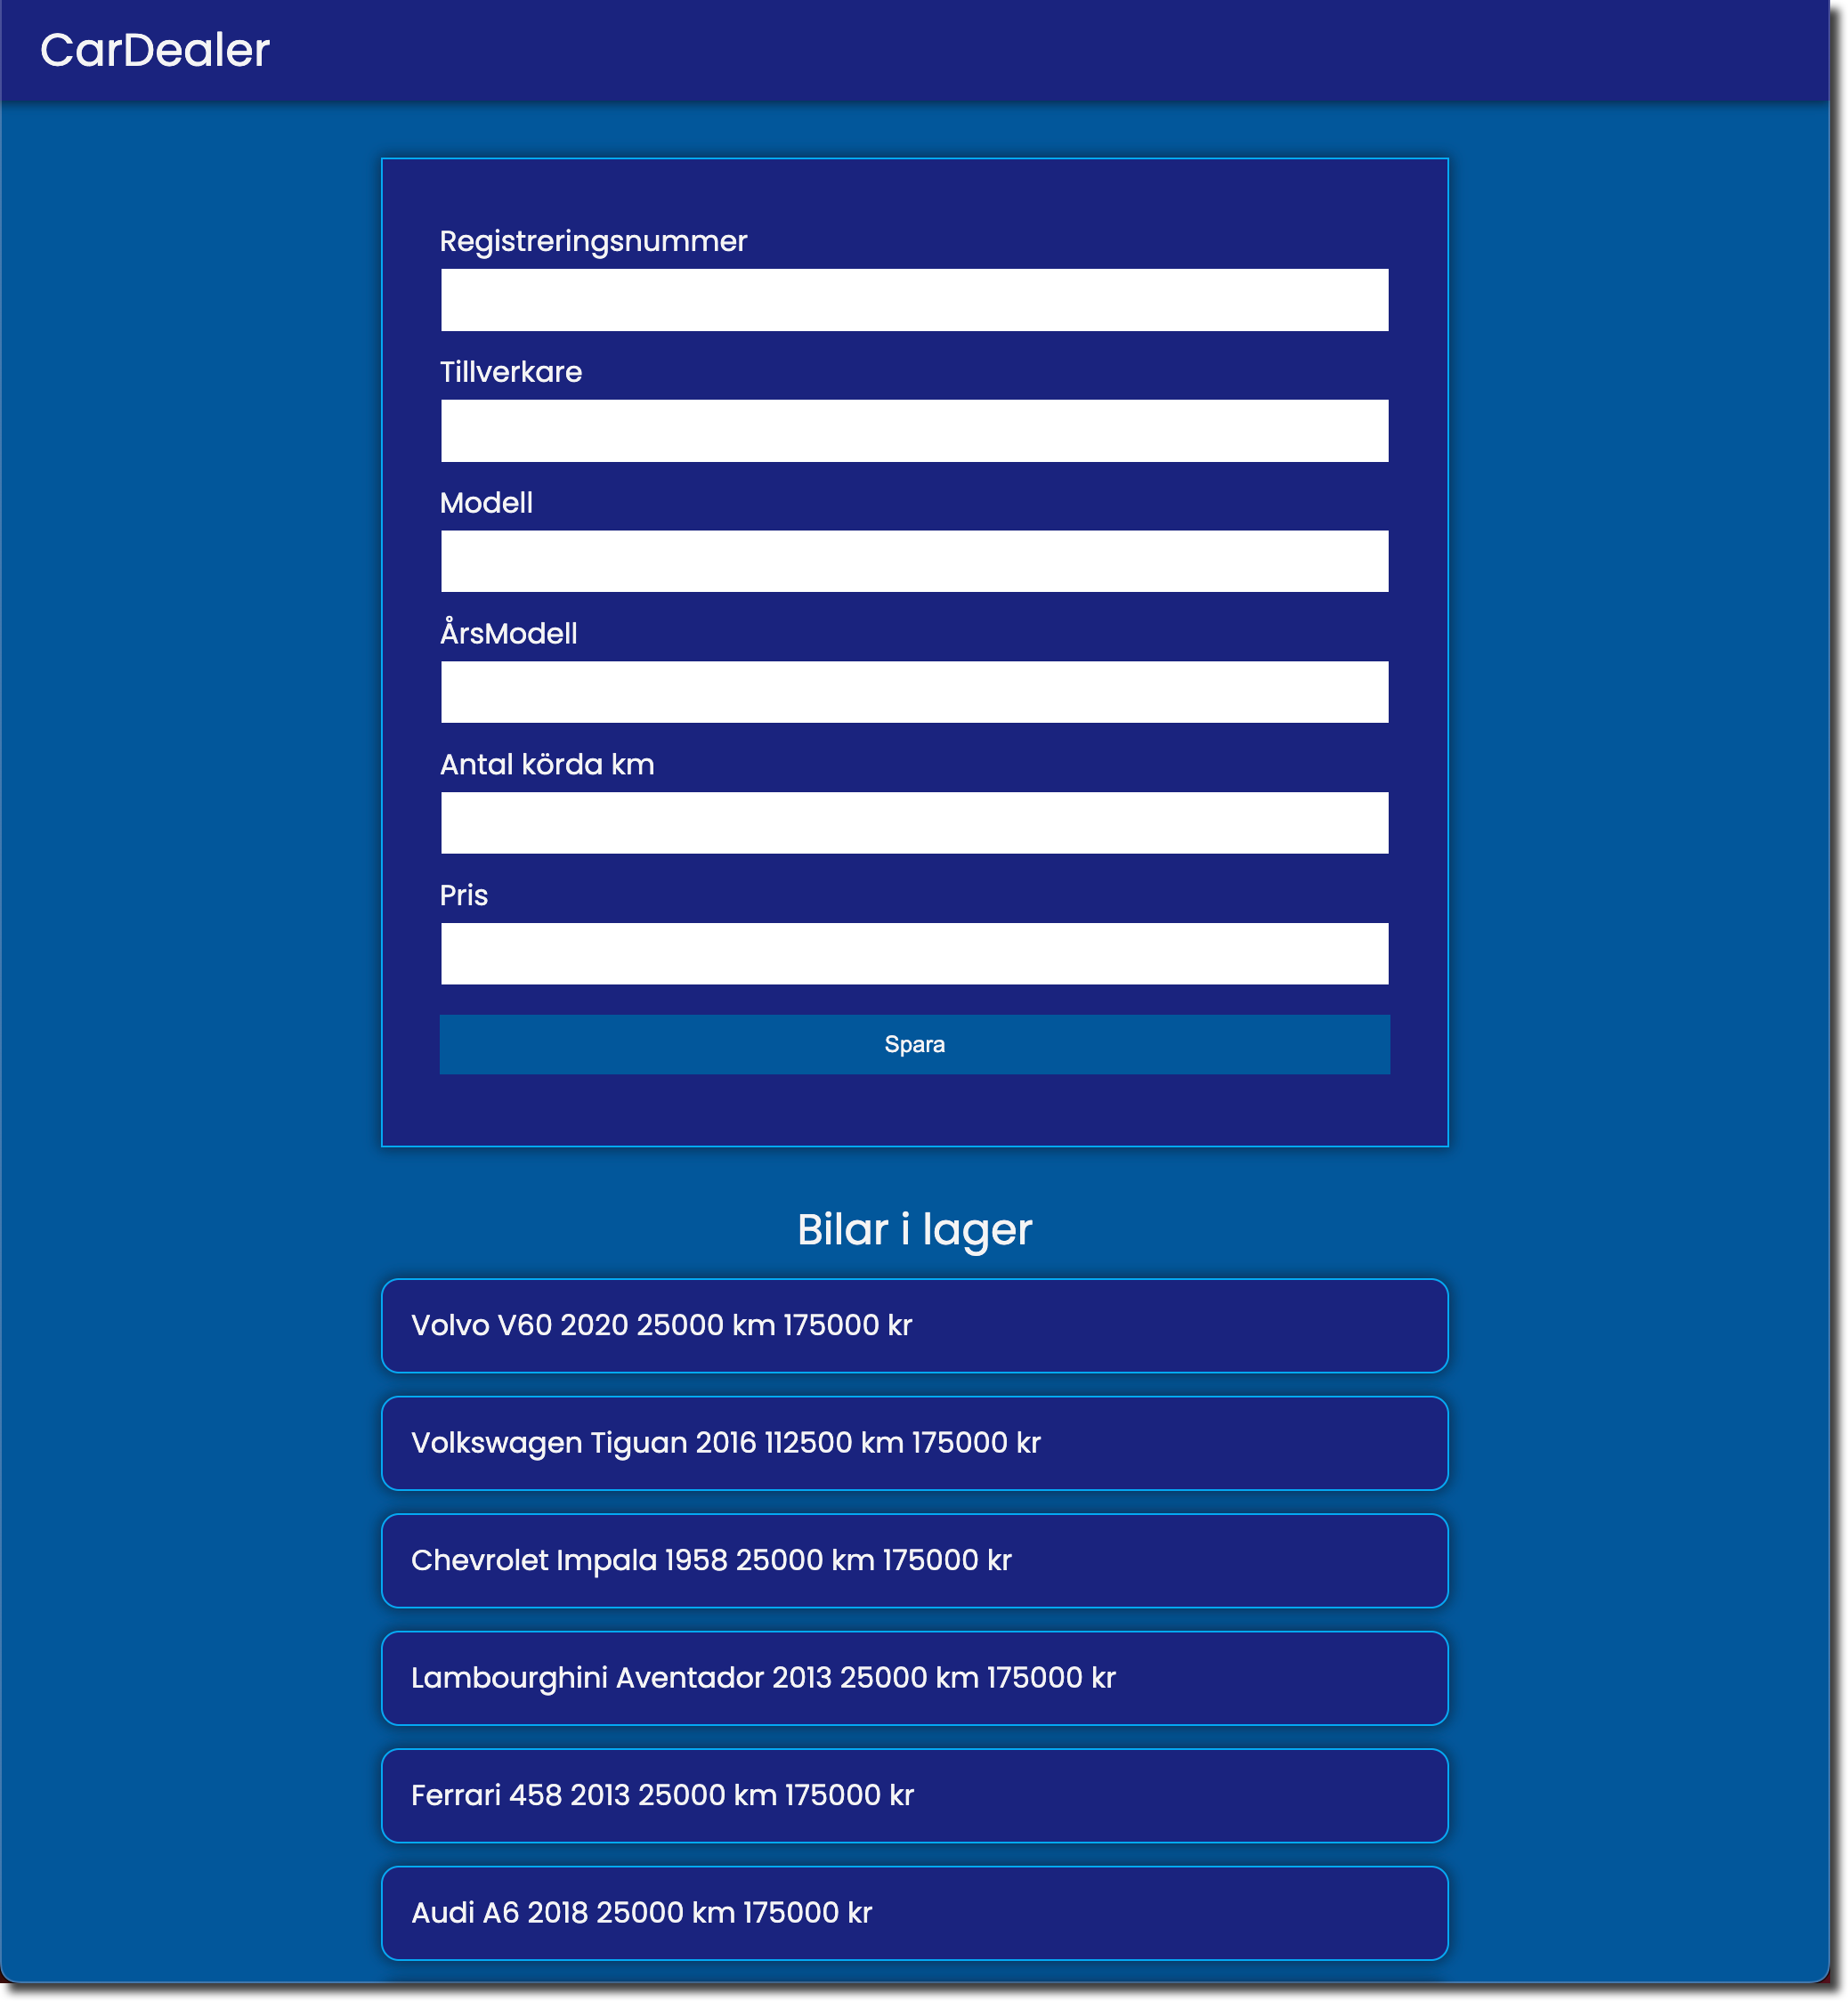 CarDealer
Registreringsnummer
Tillverkare
Modell
ÅrsModell
Antal körda km
Pris
Spara
Bilar i lager
Volvo V60 2020 25000 km 175000 kr
Volkswagen Tiguan 2016 112500 km 175000 kr
Chevrolet Impala 1958 25000 km 175000 kr
Lambourghini Aventador 2013 25000 km 175000 kr
Ferrari 458 2013 25000 km 175000 kr
Audi A6 2018 25000 km 175000 kr